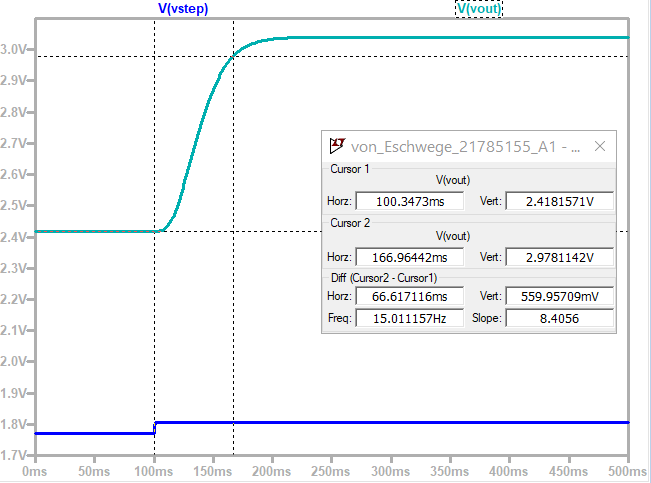 V(vstep) V(vout)
3.0V
2.9V
2.8V
2.7V
2.6V
2.5V
2.4V
2.3V
2.2V
2.1V
2.0V
1.9V
1.8V
1.7V
0ms 50ms 100ms 150ms 200ms 250ms 300ms 350ms 400ms 450ms 500ms
von_Eschwege_21785155_A1 - ...
Cursor 1
V(vout)
Horz: 100.3473ms Vert: 2.4181571V
Cursor 2
V(vout)
Horz: 166.96442ms Vert: 2.9781142V
Diff (Cursor2 - Cursor1)
Horz: 66.617116ms Vert: 559.95709mV
Freq: 15.011157Hz Slope: 8.4056